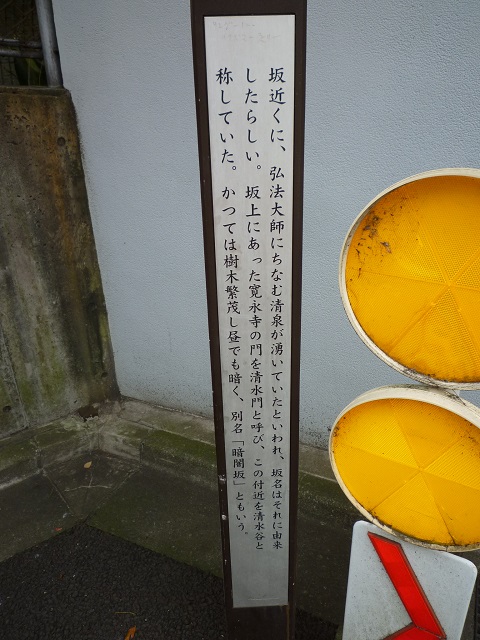 坂近くに、弘法大師にちなむ清泉が湧いていたといわれ、坂名はそれに由来
したらしい。坂上にあった寛永寺の門を清水門と呼び、この付近を清水谷と
称していた。かつては樹木繁茂し昼でも暗く、別名「暗闇坂」ともいう。